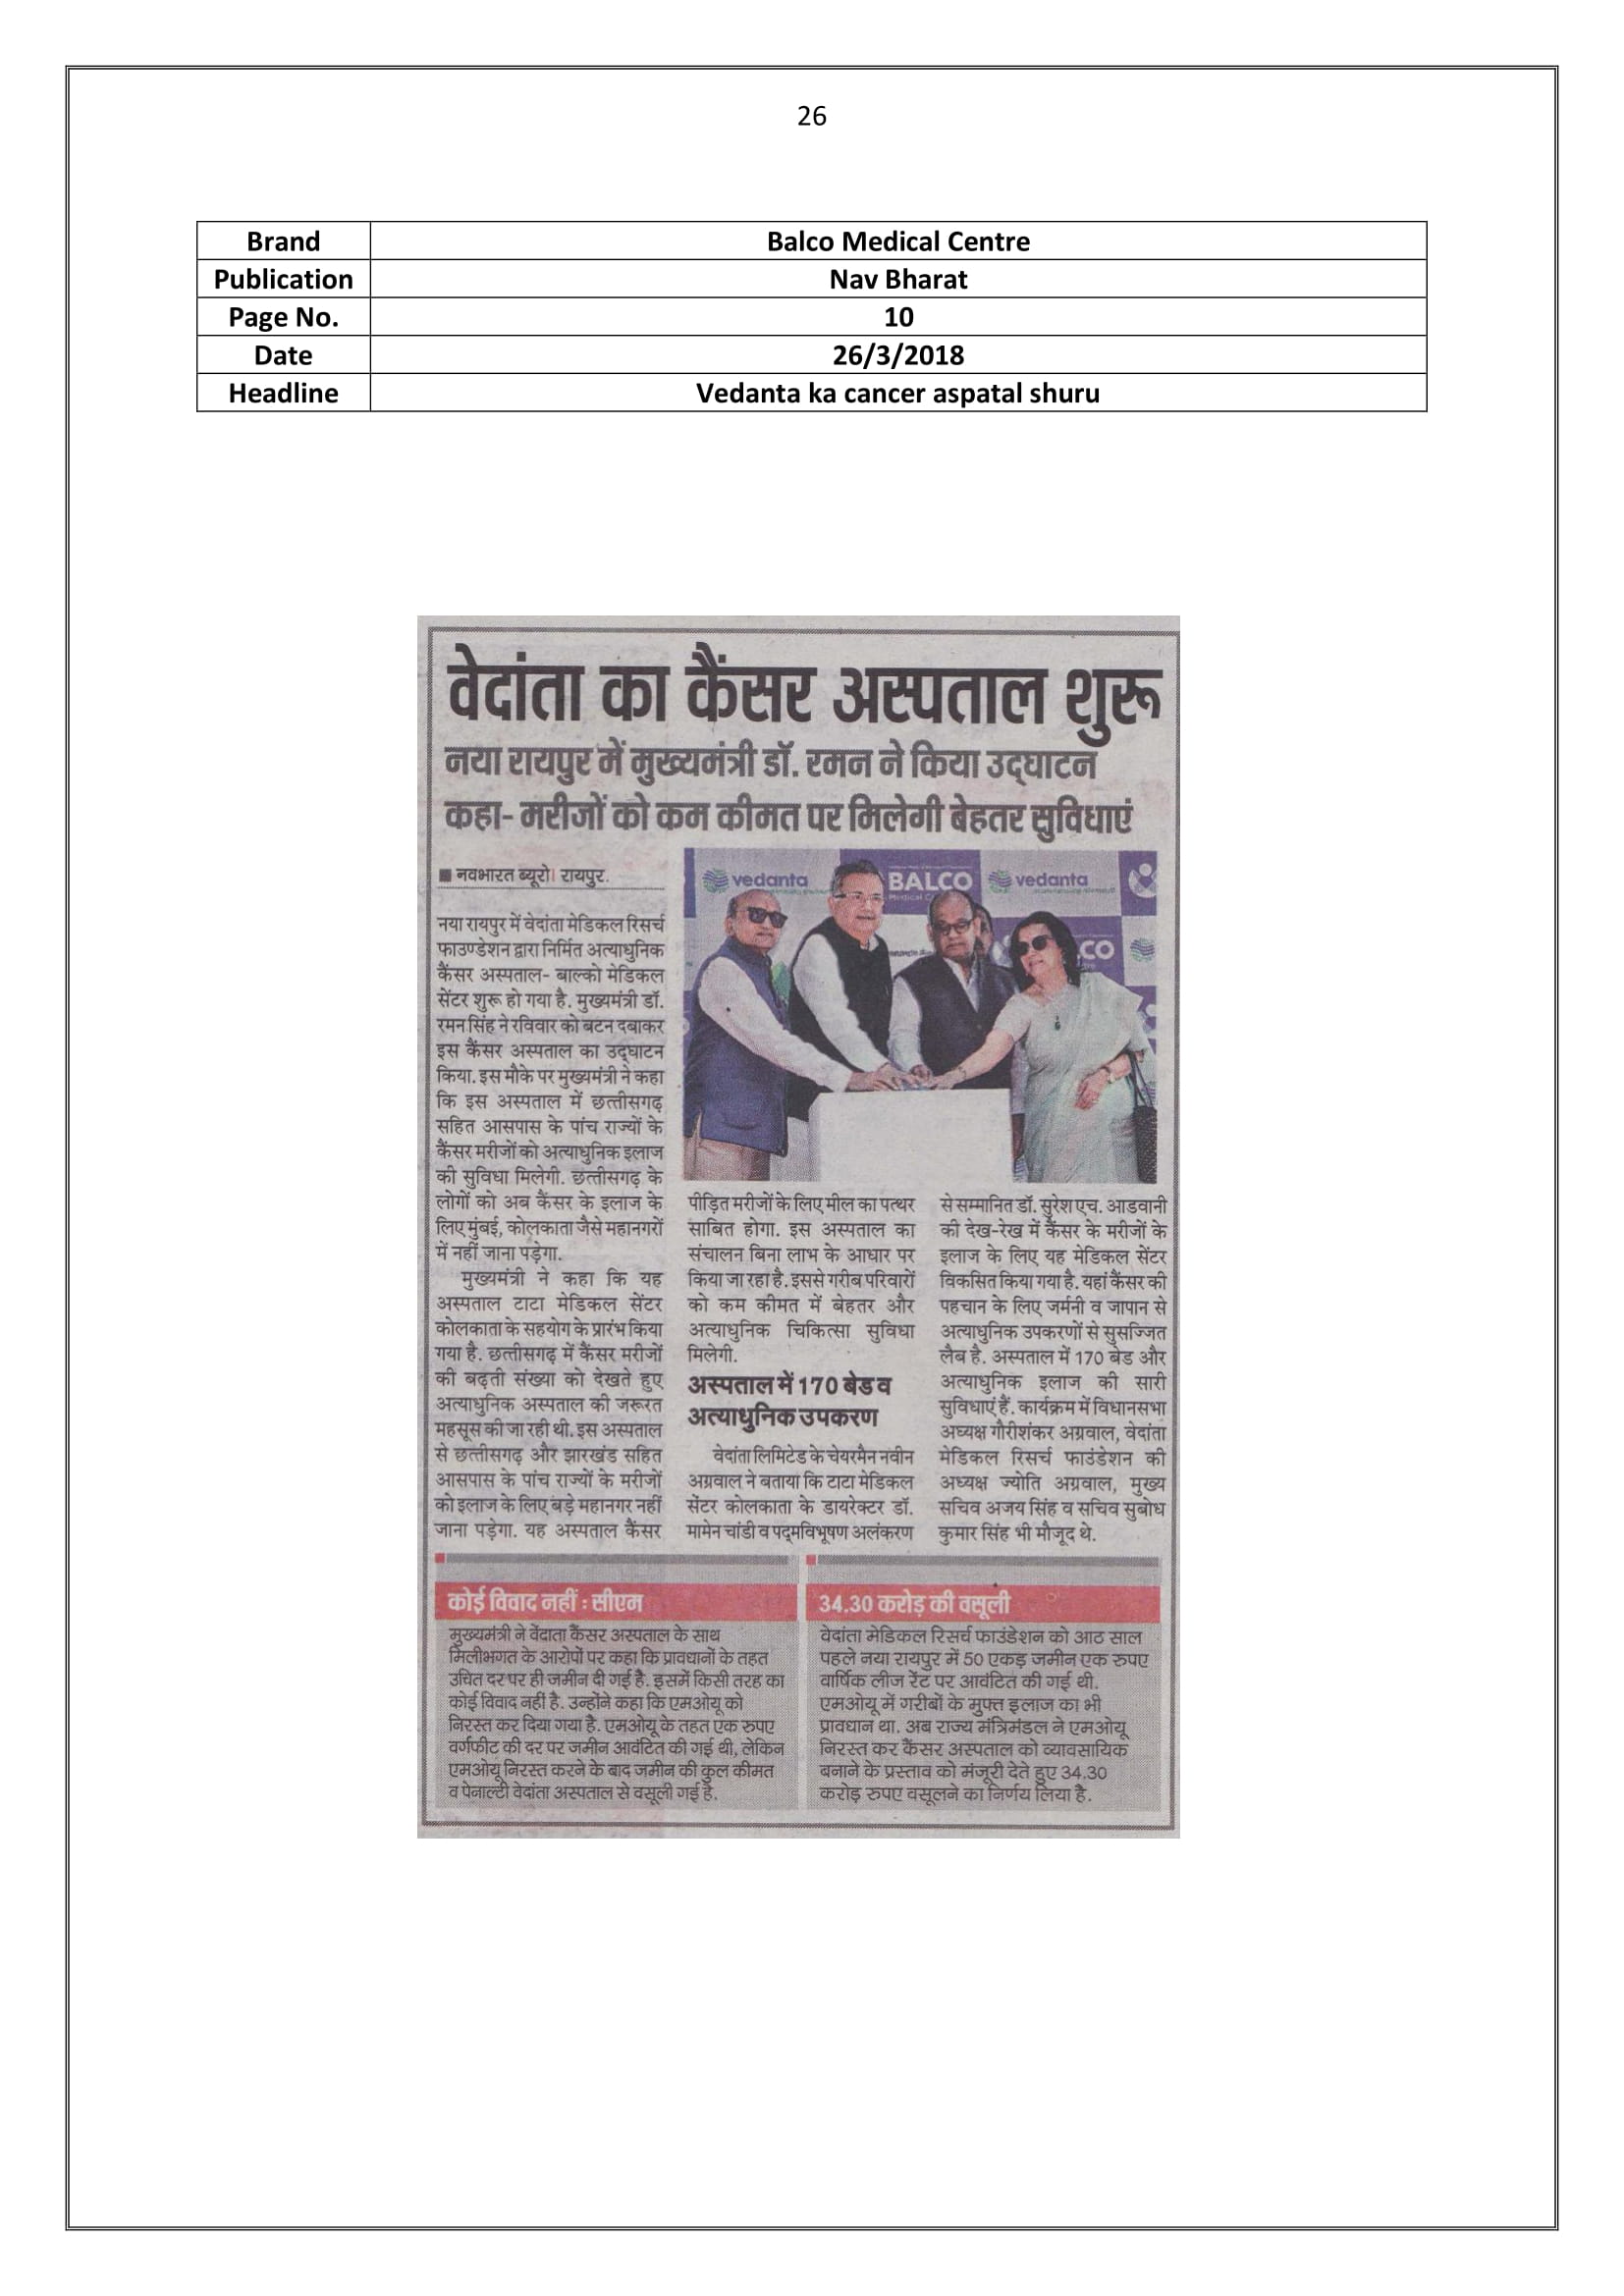 26
Brand Balco Medical Centre
Publication Nav Bharat
Page No. 10
Date 26/3/2018
Headline Vedanta ka cancer aspatal shuru
वेदांता का कैंसर अस्पताल शुरू
नया रायपुर में मुख्यमंत्री डॉ. रमन ने किया उद्‌घाटन
कहा- मरीजों को कम कीमत पर मिलेगी बेहतर सुविधाएं
■ नवभारत ब्यूरो। रायपुर.
नया रायपुर में वेदांता मेडिकल रिसर्च
फाउण्डेशन द्वारा निर्मित अत्याधुनिक
कैंसर अस्पताल- बाल्को मेडिकल
सेंटर शुरू हो गया है. मुख्यमंत्री डॉ.
रमन सिंह ने रविवार को बटन दबाकर
इस कैंसर अस्पताल का उद्‌घाटन
किया. इस मौके पर मुख्यमंत्री ने कहा
कि इस अस्पताल में छत्तीसगढ़
सहित आसपास के पांच राज्यों के
कैंसर मरीजों को अत्याधुनिक इलाज
की सुविधा मिलेगी. छत्तीसगढ़ के
लोगों को अब कैंसर के इलाज के
लिए मुंबई, कोलकाता जैसे महानगरों
में नहीं जाना पड़ेगा.
मुख्यमंत्री ने कहा कि यह
अस्पताल टाटा मेडिकल सेंटर
कोलकाता के सहयोग के प्रारंभ किया
गया है. छत्तीसगढ़ में कैंसर मरीजों
की बढ़ती संख्या को देखते हुए
अत्याधुनिक अस्पताल की जरूरत
महसूस की जा रही थी. इस अस्पताल
से छत्तीसगढ़ और झारखंड सहित
आसपास के पांच राज्यों के मरीजों
को इलाज के लिए बड़े महानगर नहीं
जाना पड़ेगा. यह अस्पताल कैंसर
vedanta
BALCO
Medical
vedanta
CO
पीड़ित मरीजों के लिए मील का पत्थर
साबित होगा. इस अस्पताल का
संचालन बिना लाभ के आधार पर
किया जा रहा है. इससे गरीब परिवारों
को कम कीमत में बेहतर और
अत्याधुनिक चिकित्सा सुविधा
मिलेगी.
अस्पताल में 170 बेड व
अत्याधुनिक उपकरण
वेदांता लिमिटेड के चेयरमैन नवीन
अग्रवाल ने बताया कि टाटा मेडिकल
सेंटर कोलकाता के डायरेक्टर डॉ.
मामेन चांडी व पद्‌मविभूषण अलंकरण
से सम्मानित डॉ. सुरेश एच. आडवानी
की देख-रेख में कैंसर के मरीजों के
इलाज के लिए यह मेडिकल सेंटर
विकसित किया गया है. यहां कैंसर की
पहचान के लिए जर्मनी व जापान से
अत्याधुनिक उपकरणों से सुसज्जित
लैब है. अस्पताल में 170 बेड और
अत्याधुनिक इलाज की सारी
सुविधाएं हैं. कार्यक्रम में विधानसभा
अध्यक्ष गौरीशंकर अग्रवाल, वेदांता
मेडिकल रिसर्च फाउंडेशन की
अध्यक्ष ज्योति अग्रवाल, मुख्य
सचिव अजय सिंह व सचिव सुबोध
कुमार सिंह भी मौजूद थे.
कोई विवाद नहीं : सीएम
मुख्यमंत्री ने वेंदाता कैंसर अस्पताल के साथ
मिलीभगत के आरोपों पर कहा कि प्रावधानों के तहत
उचित दर पर ही जमीन दी गई है. इसमें किसी तरह का
कोई विवाद नहीं है. उन्होंने कहा कि एमओयू को
निरस्त कर दिया गया है. एमओयू के तहत एक रुपए
वर्गफीट की दर पर जमीन आवंटित की गई थी, लेकिन
एमओयू निरस्त करने के बाद जमीन की कुल कीमत
व पेनाल्टी वेदांता अस्पताल से वसूली गई है.
34.30 करोड़ की वसूली
वेदांता मेडिकल रिसर्च फाउंडेशन को आठ साल
पहले नया रायपुर में 50 एकड़ जमीन एक रुपए
वार्षिक लीज रेंट पर आवंटित की गई थी.
एमओयू में गरीबों के मुफ्त इलाज का भी
प्रावधान था. अब राज्य मंत्रिमंडल ने एमओयू
निरस्त कर कैंसर अस्पताल को व्यावसायिक
बनाने के प्रस्ताव को मंजूरी देते हुए 34.30
करोड़ रुपए वसूलने का निर्णय लिया है.